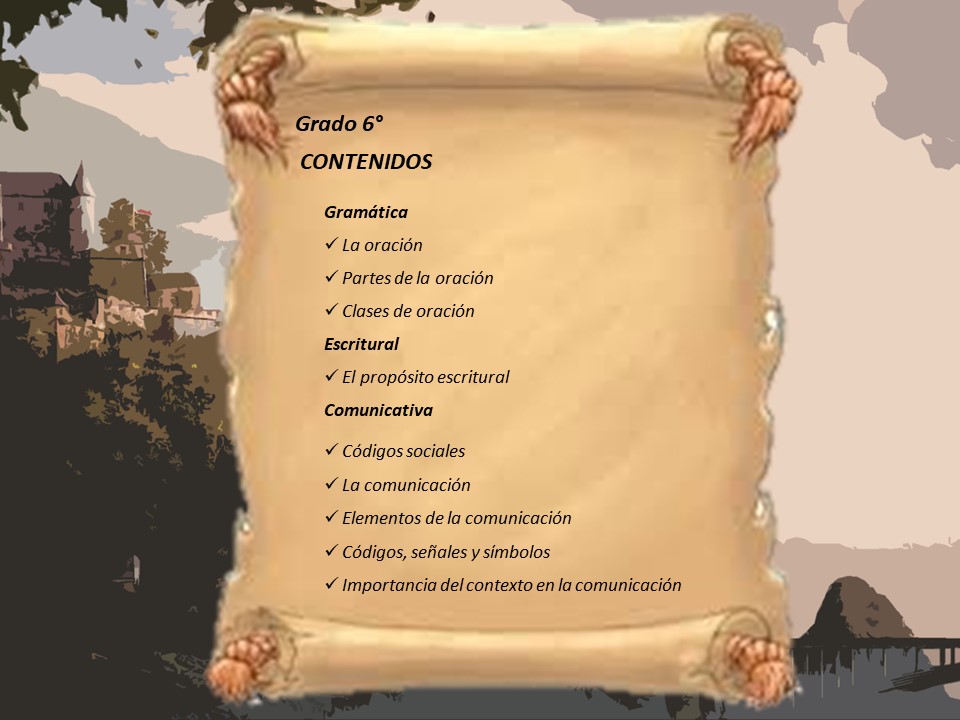 Grado 6°
CONTENIDOS
Gramática
✓ La oración
✓ Partes de la oración
✓ Clases de oración
Escritural
✓ El propósito escritural
Comunicativa
✓ Códigos sociales
✓ La comunicación
✓ Elementos de la comunicación
✓ Códigos, señales y símbolos
✓ Importancia del contexto en la comunicación